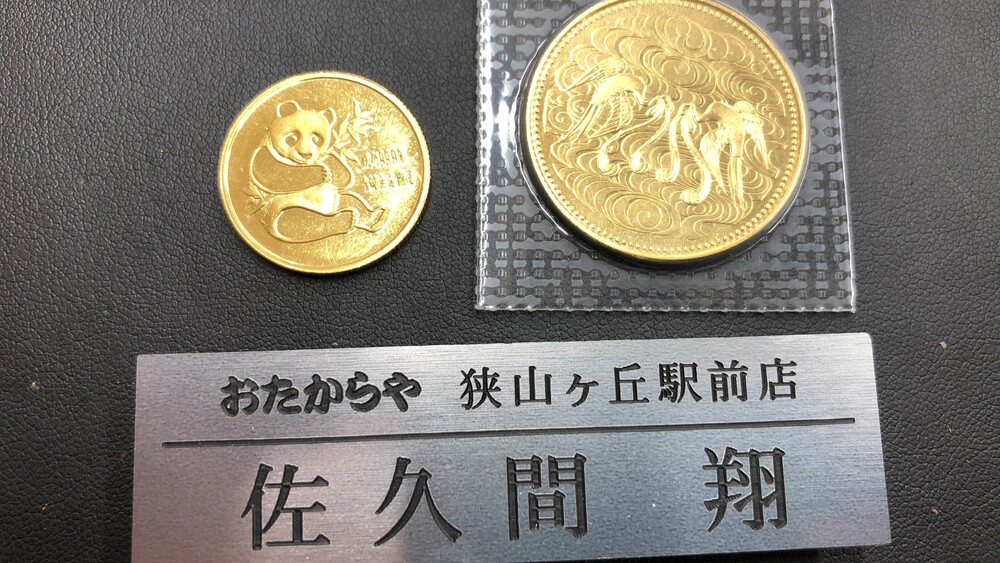 おたからや 狭山ヶ丘駅前店
佐久間 翔